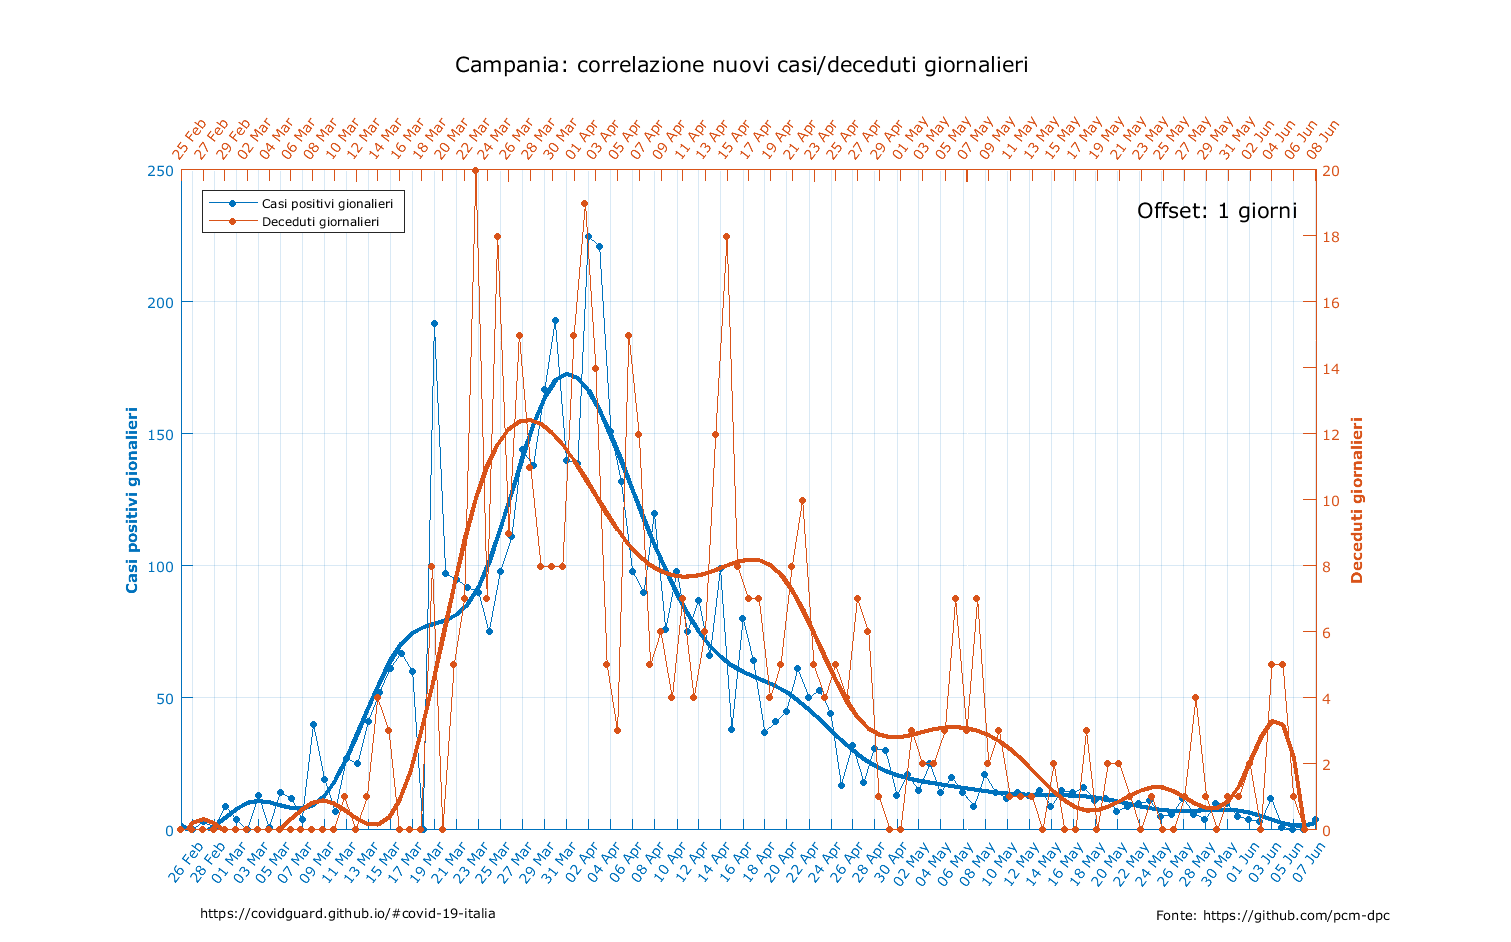 Campania: correlazione nuovi casi/deceduti giornalieri
25 Feb 27 Feb 29 Feb 02 Mar 04 Mar 06 Mar 08 Mar 10 Mar 12 Mar 14 Mar 16 Mar 18 Mar 20 Mar 22 Mar 24 Mar 26 Mar 28 Mar 30 Mar 01 Apr 03 Apr 05 Apr 07 Apr 09 Apr 11 Apr 13 Apr 15 Apr 17 Apr 19 Apr 21 Apr 23 Apr 25 Apr 27 Apr 29 Apr 01 May 03 May 05 May 07 May 09 May 11 May 13 May 15 May 17 May 19 May 21 May 23 May 25 May 27 May 29 May 31 May 02 Jun 04 Jun 06 Jun 08 Jun
250
200
150
100
50
0
Casi positivi gionalieri
Casi positivi gionalieri
Deceduti giornalieri
Offset: 1 giorni
20
18
16
14
12
10
8
6
4
2
0
Deceduti giornalieri
26 Feb 28 Feb 01 Mar 03 Mar 05 Mar 07 Mar 09 Mar 11 Mar 13 Mar 15 Mar 17 Mar 19 Mar 21 Mar 23 Mar 25 Mar 27 Mar 29 Mar 31 Mar 02 Apr 04 Apr 06 Apr 08 Apr 10 Apr 12 Apr 14 Apr 16 Apr 18 Apr 20 Apr 22 Apr 24 Apr 26 Apr 28 Apr 30 Apr 02 May 04 May 06 May 08 May 10 May 12 May 14 May 16 May 18 May 20 May 22 May 24 May 26 May 28 May 30 May 01 Jun 03 Jun 05 Jun 07 Jun
https://covidguard.github.io/#covid-19-italia
Fonte: https://github.com/pcm-dpc